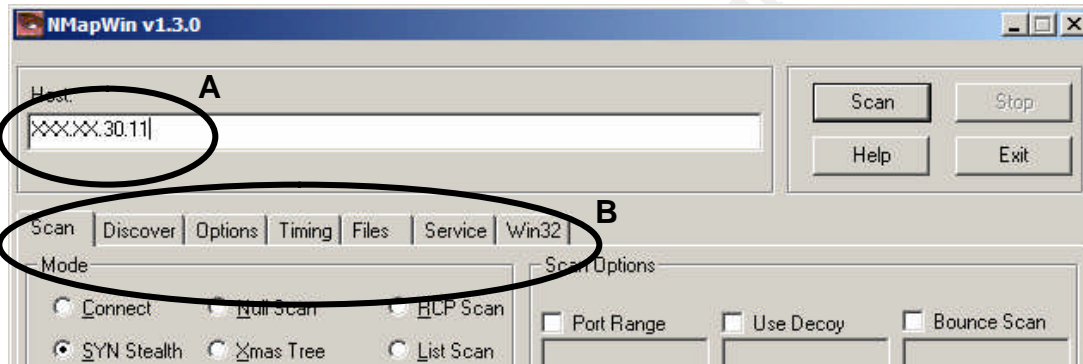 NMapWin v1.3.0
A
Host:
XXX.XX.30.11
Scan Stop
Help Exit
B
Scan Discover Options Timing Files Service Win32
Mode
Connect Null Scan RCP Scan
SYN Stealth Xmas Tree List Scan
Scan Options
Port Range Use Decoy Bounce Scan